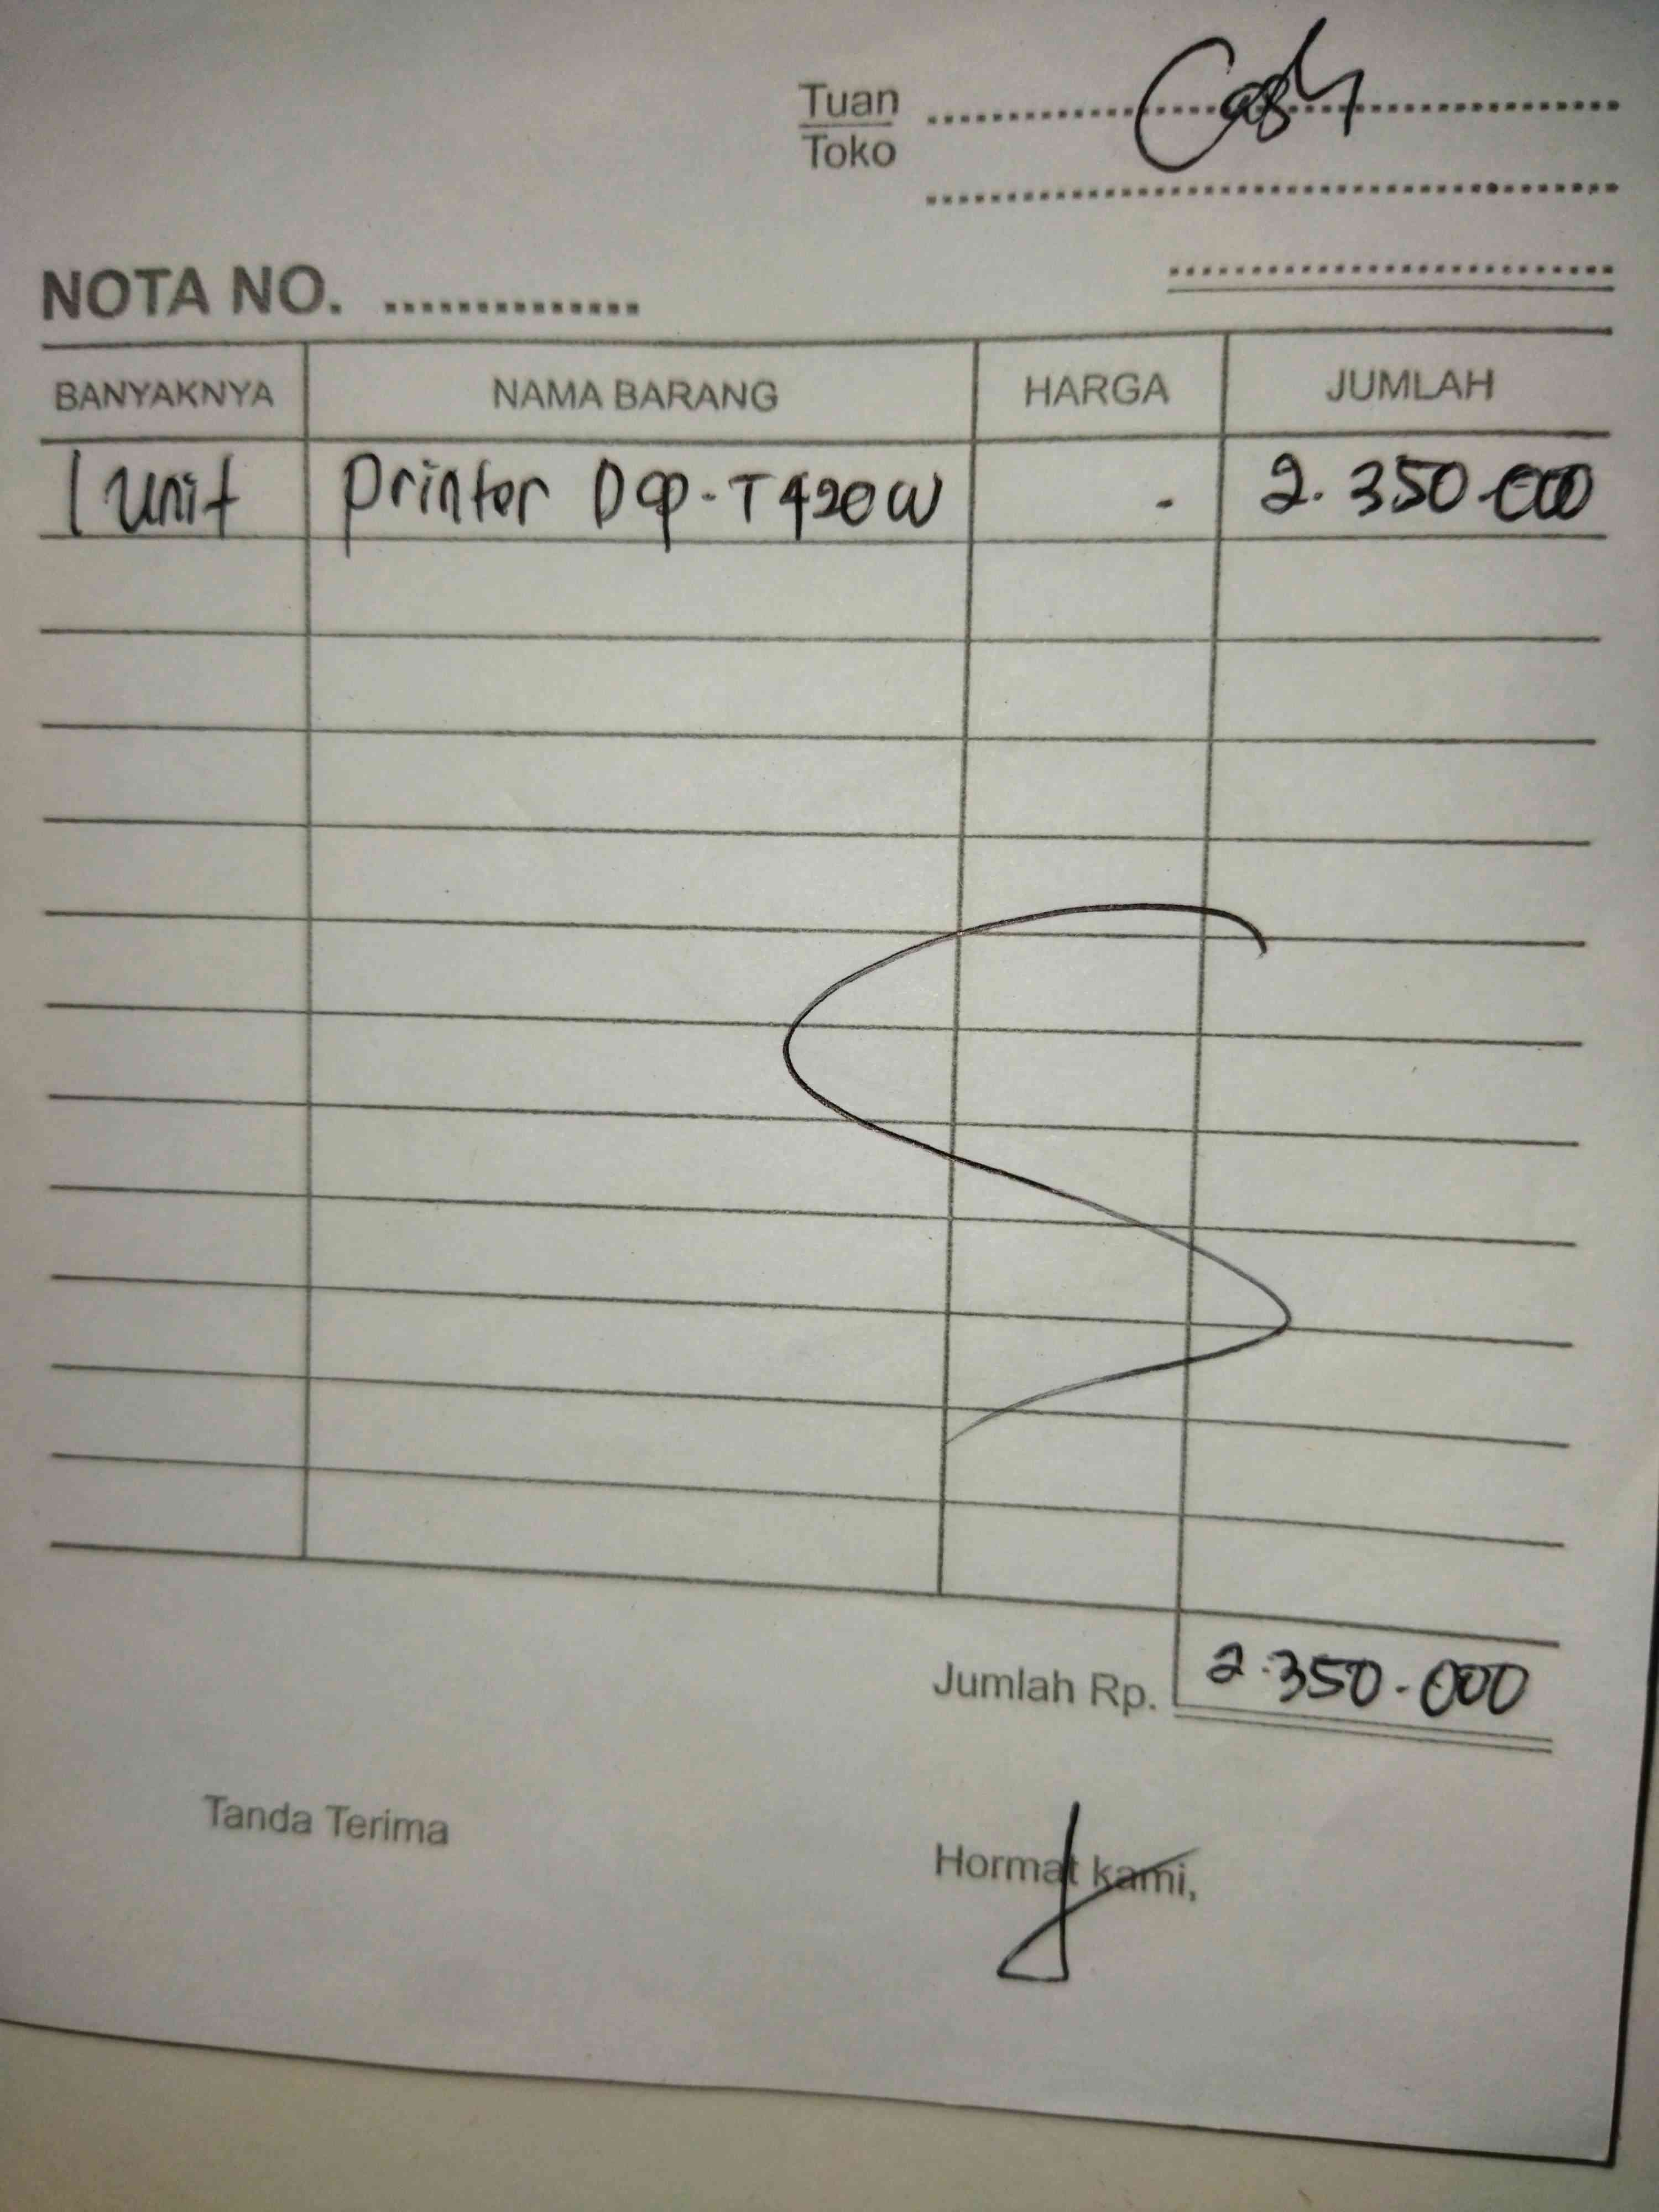 Tuan Cash
Toko
NOTA NO. ..............
BANYAKNYA NAMA BARANG HARGA JUMLAH
1 Unit Printer Dcp-T420W - 2.350.000
Jumlah Rp. 2.350.000
Tanda Terima
Hormat kami,